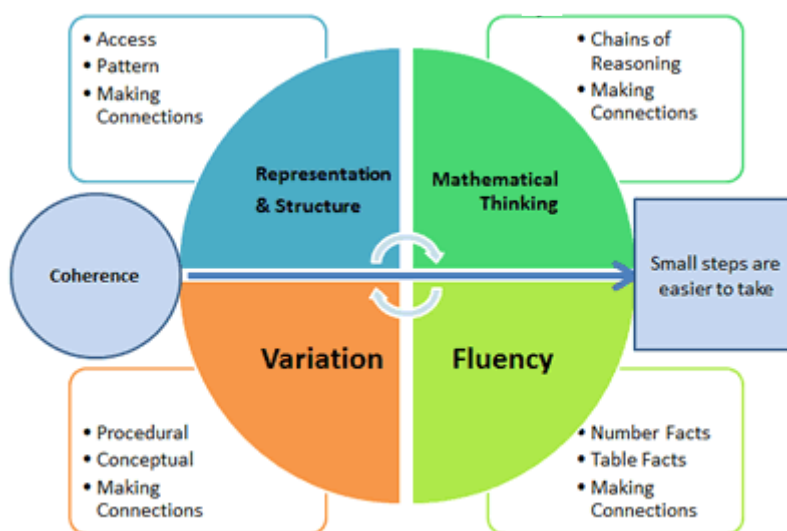 • Access
• Pattern
• Making
Connections
• Chains of
Reasoning
• Making
Connections
Representation
& Structure
Mathematical
Thinking
Coherence
Small steps are
easier to take
Variation
Fluency
• Procedural
• Conceptual
• Making
Connections
• Number Facts
• Table Facts
• Making
Connections